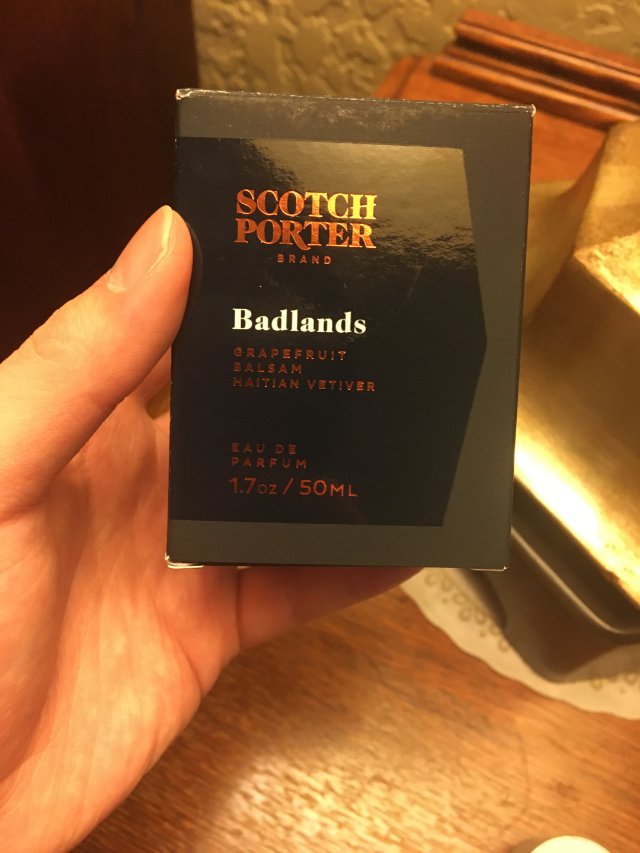 SCOTCH
PORTER
BRAND
Badlands
GRAPEFRUIT
BALSAM
HAITIAN VETIVER
EAU DE
PARFUM
1.7OZ / 50ML